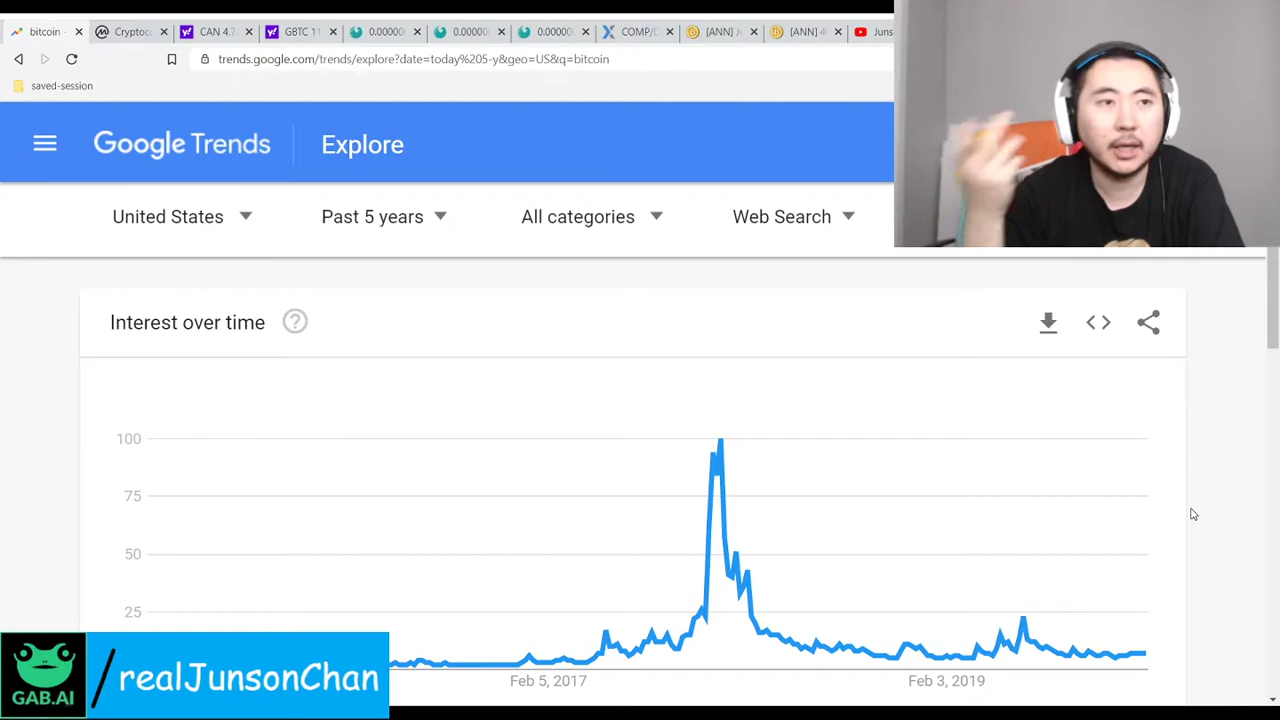 bitcoin
Cryptoc
CAN 4.7
GBTC 1
0.00000
0.00000
0.00000
COMP/
[ANN] J
[ANN] 4
Juns
trends.google.com/trends/explore?date=today%205-y&geo=US&q=bitcoin
saved-session
Google Trends
Explore
United States
Past 5 years
All categories
Web Search
Interest over time
100
75
50
25
Feb 5, 2017
Feb 3, 2019
GAB.AI
/realJunsonChan